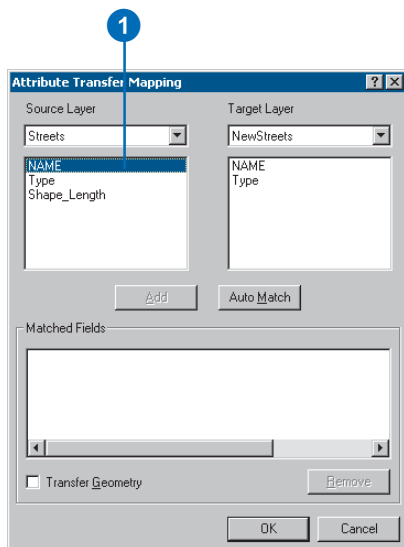 1
Attribute Transfer Mapping
Source Layer Target Layer
Streets NewStreets
NAME NAME
Type Type
Shape_Length
Add Auto Match
Matched Fields
Transfer Geometry Remove
OK Cancel